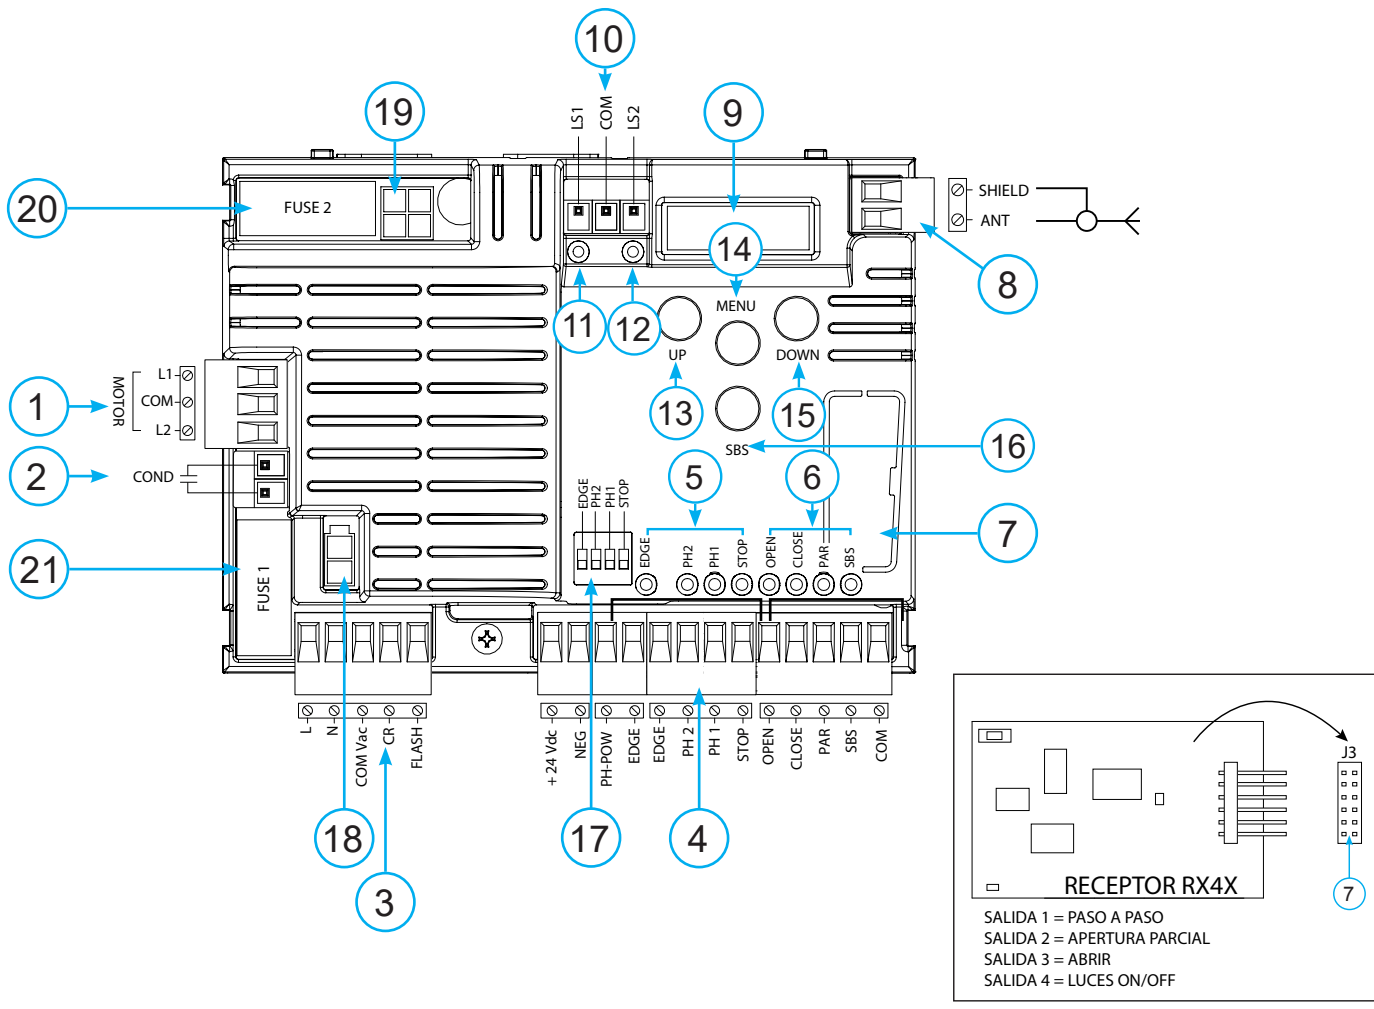 10
19
9
LS1
COM
LS2
20
FUSE 2
SHIELD
ANT
14
8
MENU
11
12
UP
DOWN
1
MOTOR
L1
COM
L2
13
15
SBS
16
2
COND
5
6
EDGE
PH2
PH1
STOP
7
EDGE
PH2
PH1
STOP
OPEN
CLOSE
PAR
SBS
21
FUSE 1
L
N
COM Vac
CR
FLASH
+ 24 Vdc
NEG
PH-POW
EDGE
EDGE
PH 2
PH 1
STOP
OPEN
CLOSE
PAR
SBS
COM
18
17
4
3
J3
7
RECEPTOR RX4X
SALIDA 1 = PASO A PASO
SALIDA 2 = APERTURA PARCIAL
SALIDA 3 = ABRIR
SALIDA 4 = LUCES ON/OFF